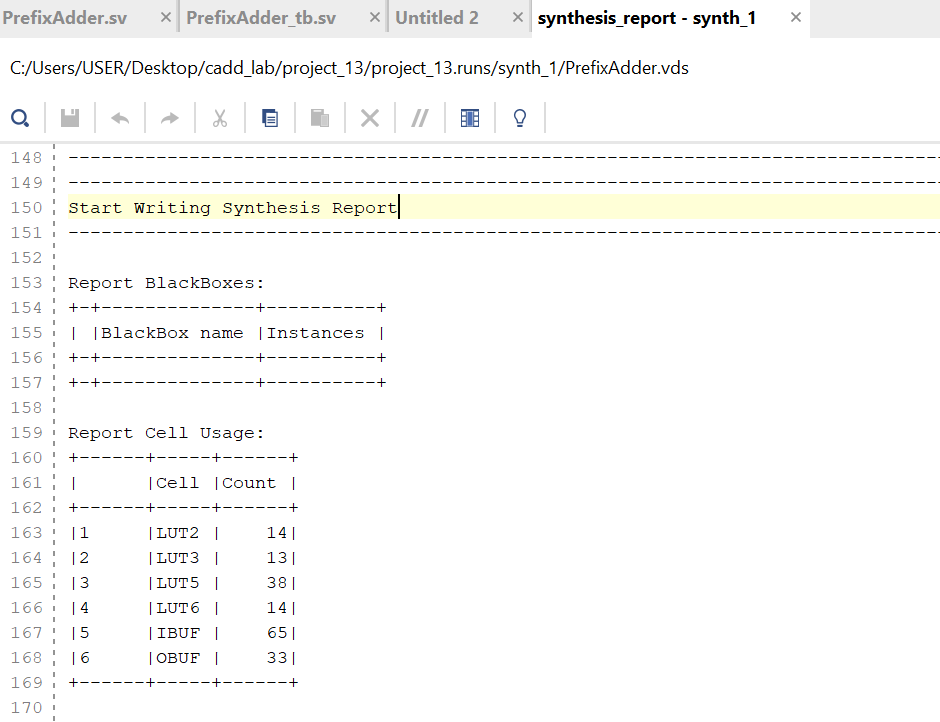 PrefixAdder.sv × PrefixAdder_tb.sv × Untitled 2 × synthesis_report - synth_1 ×
C:/Users/USER/Desktop/cadd_lab/project_13/project_13.runs/synth_1/PrefixAdder.vds
148 --------------------------------------------------------------------------------
149 --------------------------------------------------------------------------------
150 Start Writing Synthesis Report
151 --------------------------------------------------------------------------------
152
153 Report BlackBoxes:
154 +-+--------------+----------+
155 | |BlackBox name |Instances |
156 +-+--------------+----------+
157 +-+--------------+----------+
158
159 Report Cell Usage:
160 +------+-----+------+
161 |      |Cell |Count |
162 +------+-----+------+
163 |1     |LUT2 |    14|
164 |2     |LUT3 |    13|
165 |3     |LUT5 |    38|
166 |4     |LUT6 |    14|
167 |5     |IBUF |    65|
168 |6     |OBUF |    33|
169 +------+-----+------+
170